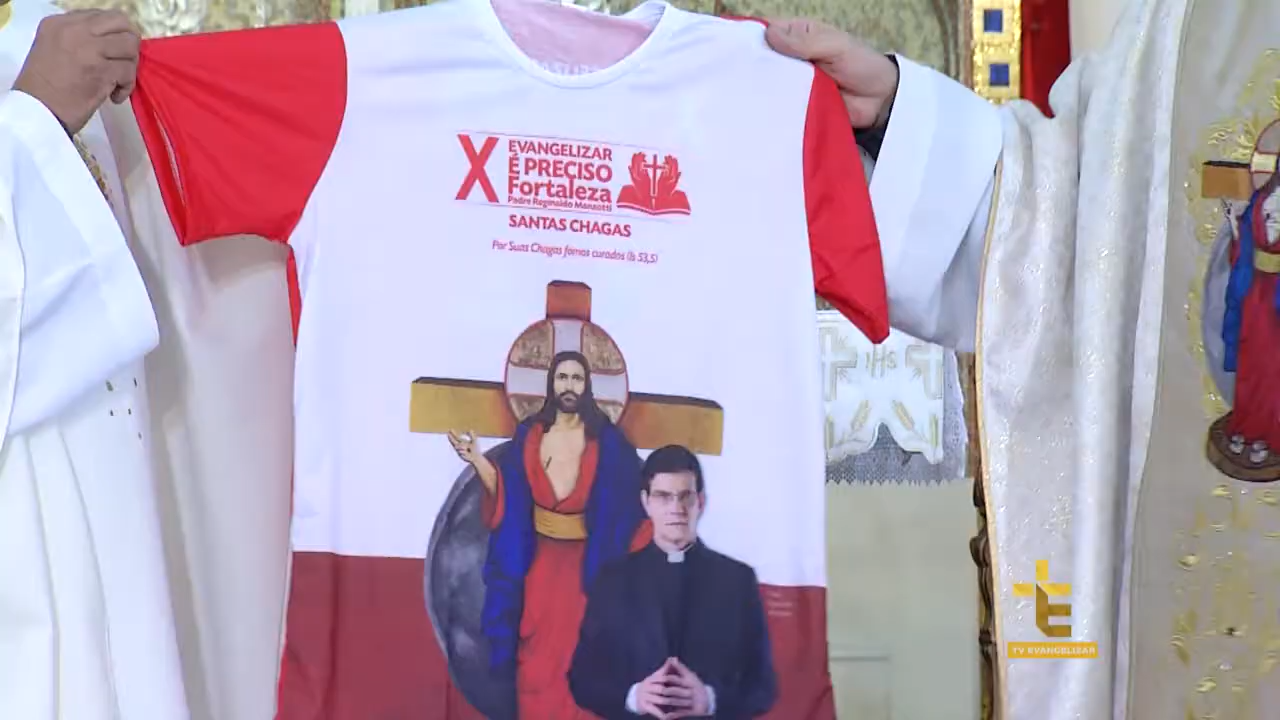 X EVANGELIZAR
É PRECISO
Fortaleza
Padre Reginaldo Manzotti
SANTAS CHAGAS
Por Suas Chagas fomos curados (Is 53,5)
IHS
TV EVANGELIZAR